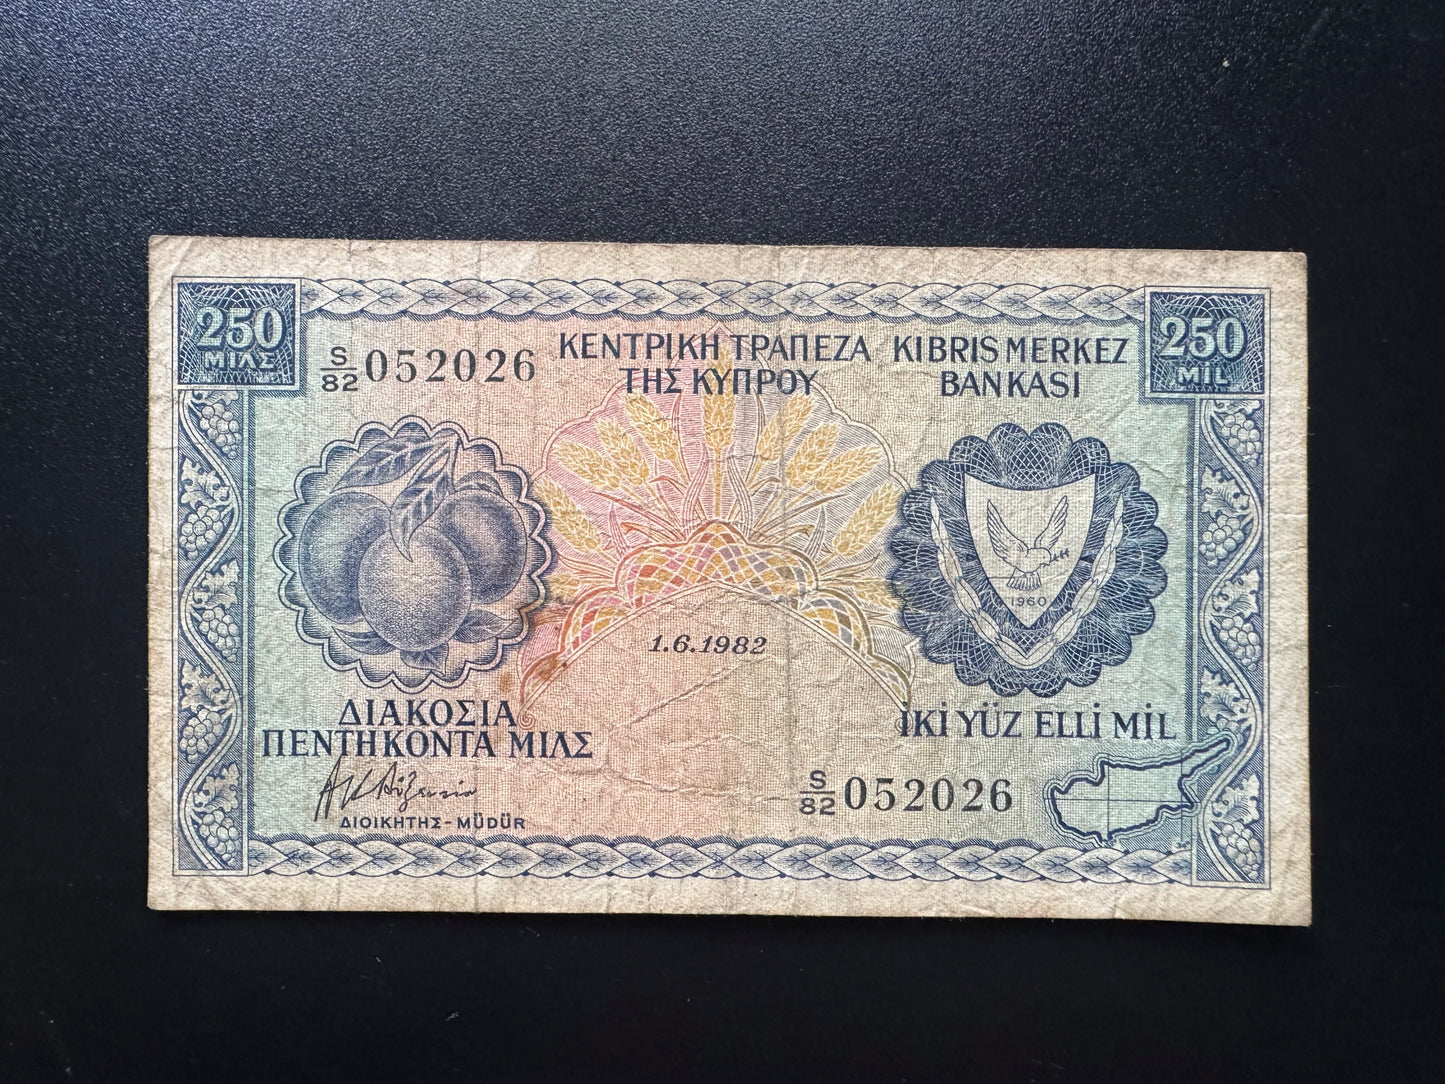 250
ΜΙΛΣ
S/82 052026
ΚΕΝΤΡΙΚΗ ΤΡΑΠΕΖΑ
ΤΗΣ ΚΥΠΡΟΥ
KIBRIS MERKEZ
BANKASI
250
MİL
1960
1.6.1982
ΔΙΑΚΟΣΙΑ
ΠΕΝΤΗΚΟΝΤΑ ΜΙΛΣ
İKİ YÜZ ELLİ MİL
S/82 052026
ΔΙΟΙΚΗΤΗΣ - MÜDÜR